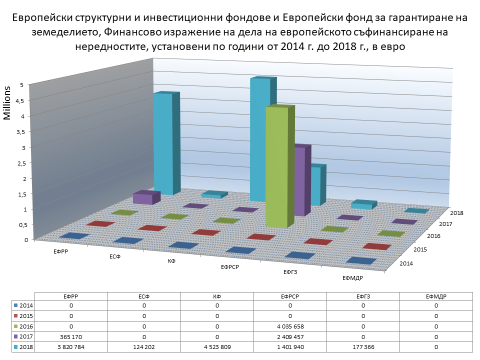 Европейски структурни и инвестиционни фондове и Европейски фонд за гарантиране на
земеделието, Финансово изражение на дела на европейското съфинансиране на
нередностите, установени по години от 2014 г. до 2018 г., в евро
Millions
5
4,5
4
3,5
3
2,5
2
1,5
1
0,5
0
ЕФРР
ЕСФ
КФ
ЕФРСР
ЕФГЗ
ЕФМДР
2018
2017
2016
2015
2014
ЕФРР ЕСФ КФ ЕФРСР ЕФГЗ ЕФМДР
2014 0 0 0 0 0 0
2015 0 0 0 0 0 0
2016 0 0 0 4 035 658 0 0
2017 365 170 0 0 2 409 457 0 0
2018 3 820 784 124 202 4 525 809 1 401 940 177 366 0